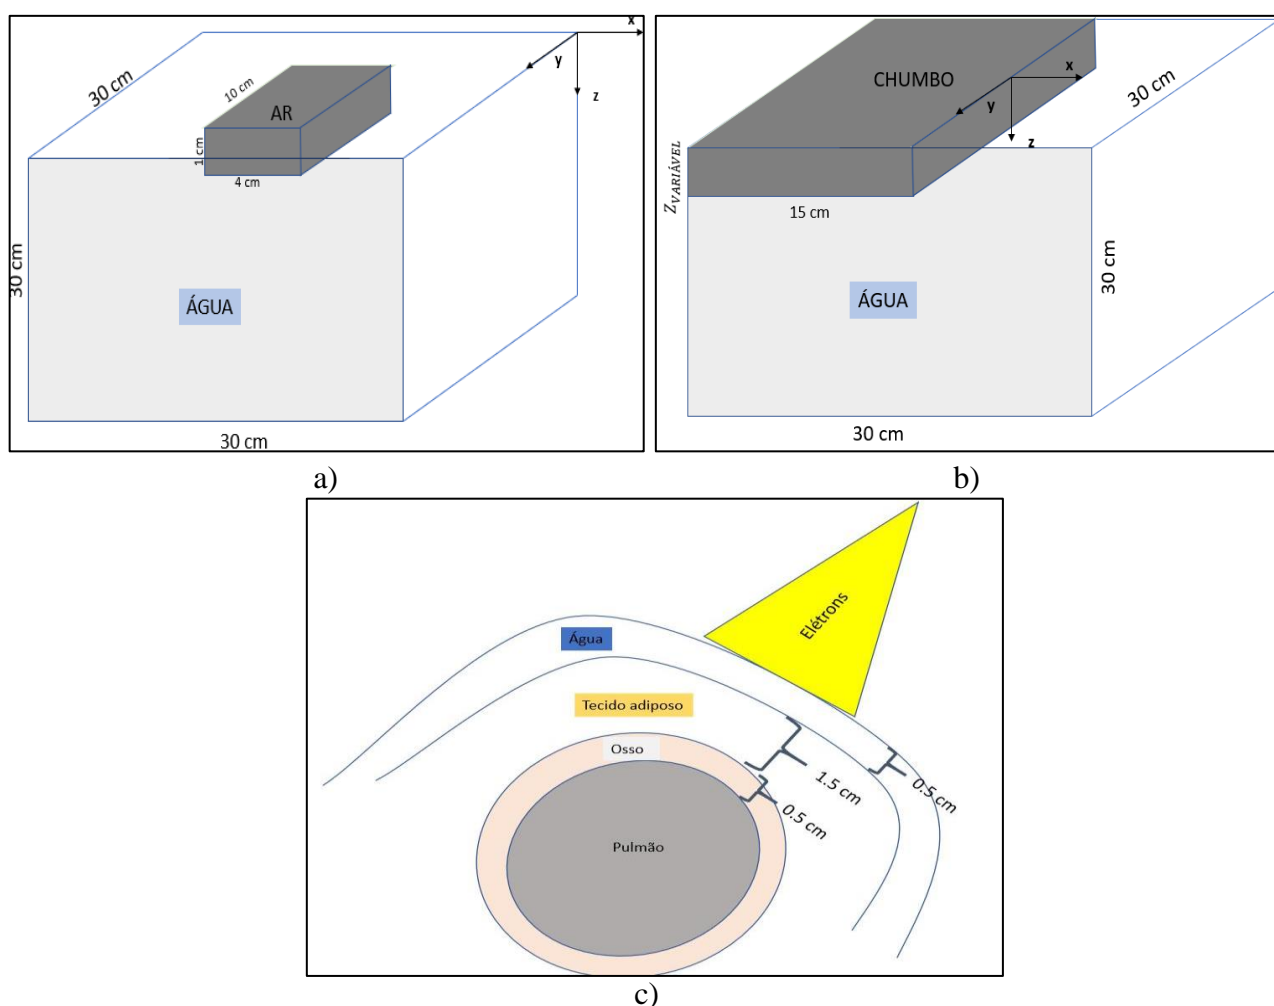 x
y
z
30 cm
10 cm
AR
1 cm
4 cm
30 cm
ÁGUA
30 cm
a)
CHUMBO
x
y
z
30 cm
Z_VARIÁVEL
15 cm
30 cm
ÁGUA
30 cm
b)
Elétrons
Água
Tecido adiposo
Osso
1.5 cm
0.5 cm
0.5 cm
Pulmão
c)